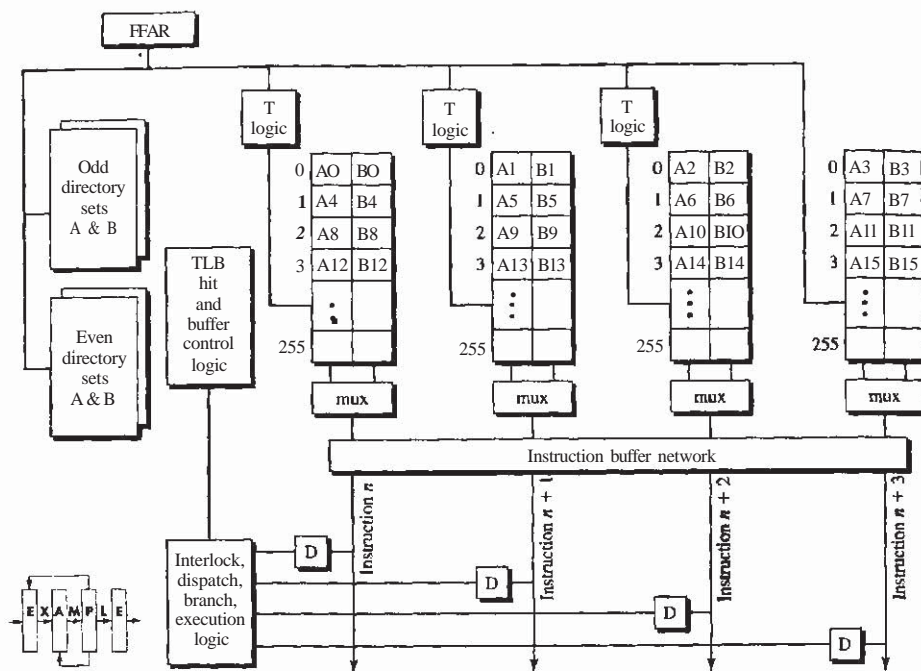 FFAR
T
logic
T
logic
T
logic
Odd
directory
sets
A & B
Even
directory
sets
A & B
TLB
hit
and
buffer
control
logic
0 AO BO
1 A4 B4
2 A8 B8
3 A12 B12
255
mux
0 A1 B1
1 A5 B5
2 A9 B9
3 A13 B13
255
mux
0 A2 B2
1 A6 B6
2 A10 BIO
3 A14 B14
255
mux
0 A3 B3
1 A7 B7
2 A11 B11
3 A15 B15
255
mux
Instruction buffer network
Instruction n
Instruction n + 1
Instruction n + 2
Instruction n + 3
Interlock,
dispatch,
branch,
execution
logic
D
D
D
D
E X A M P L E